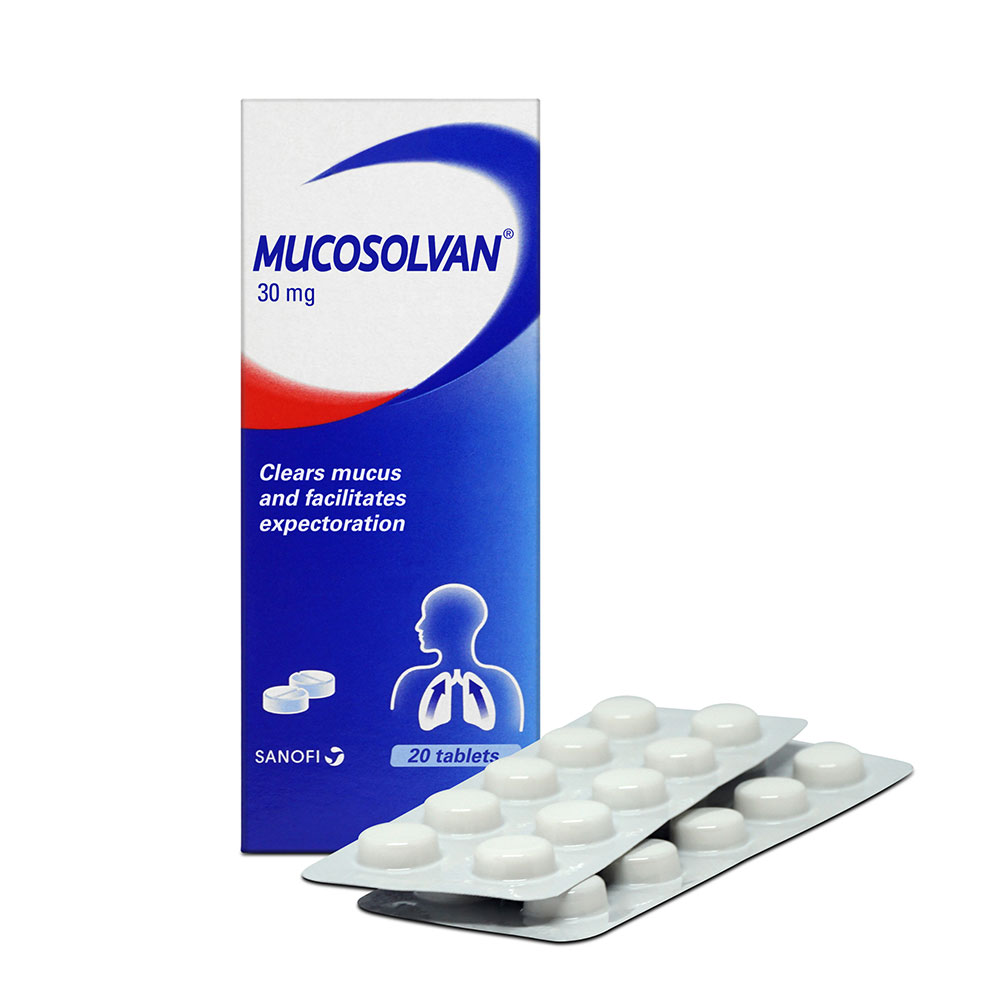 MUCOSOLVAN®
30 mg
Clears mucus
and facilitates
expectoration
SANOFI
20 tablets